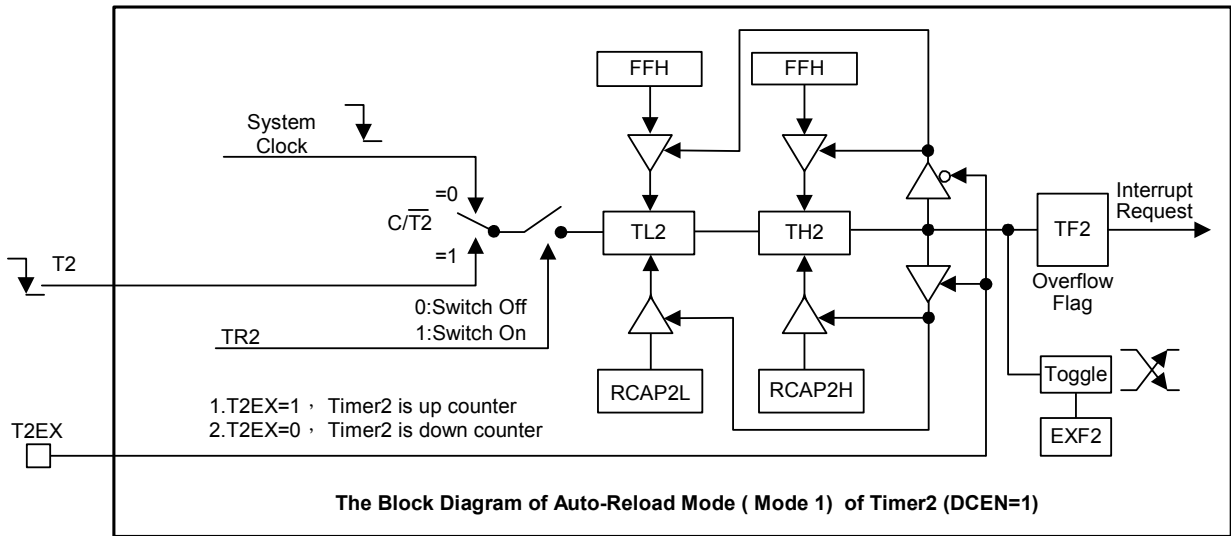 FFH
FFH
System
Clock
=0
C/T2
=1
TL2
TH2
TF2
Interrupt
Request
Overflow
Flag
T2
0:Switch Off
1:Switch On
TR2
RCAP2L
RCAP2H
Toggle
EXF2
1.T2EX=1， Timer2 is up counter
2.T2EX=0， Timer2 is down counter
T2EX
The Block Diagram of Auto-Reload Mode ( Mode 1) of Timer2 (DCEN=1)